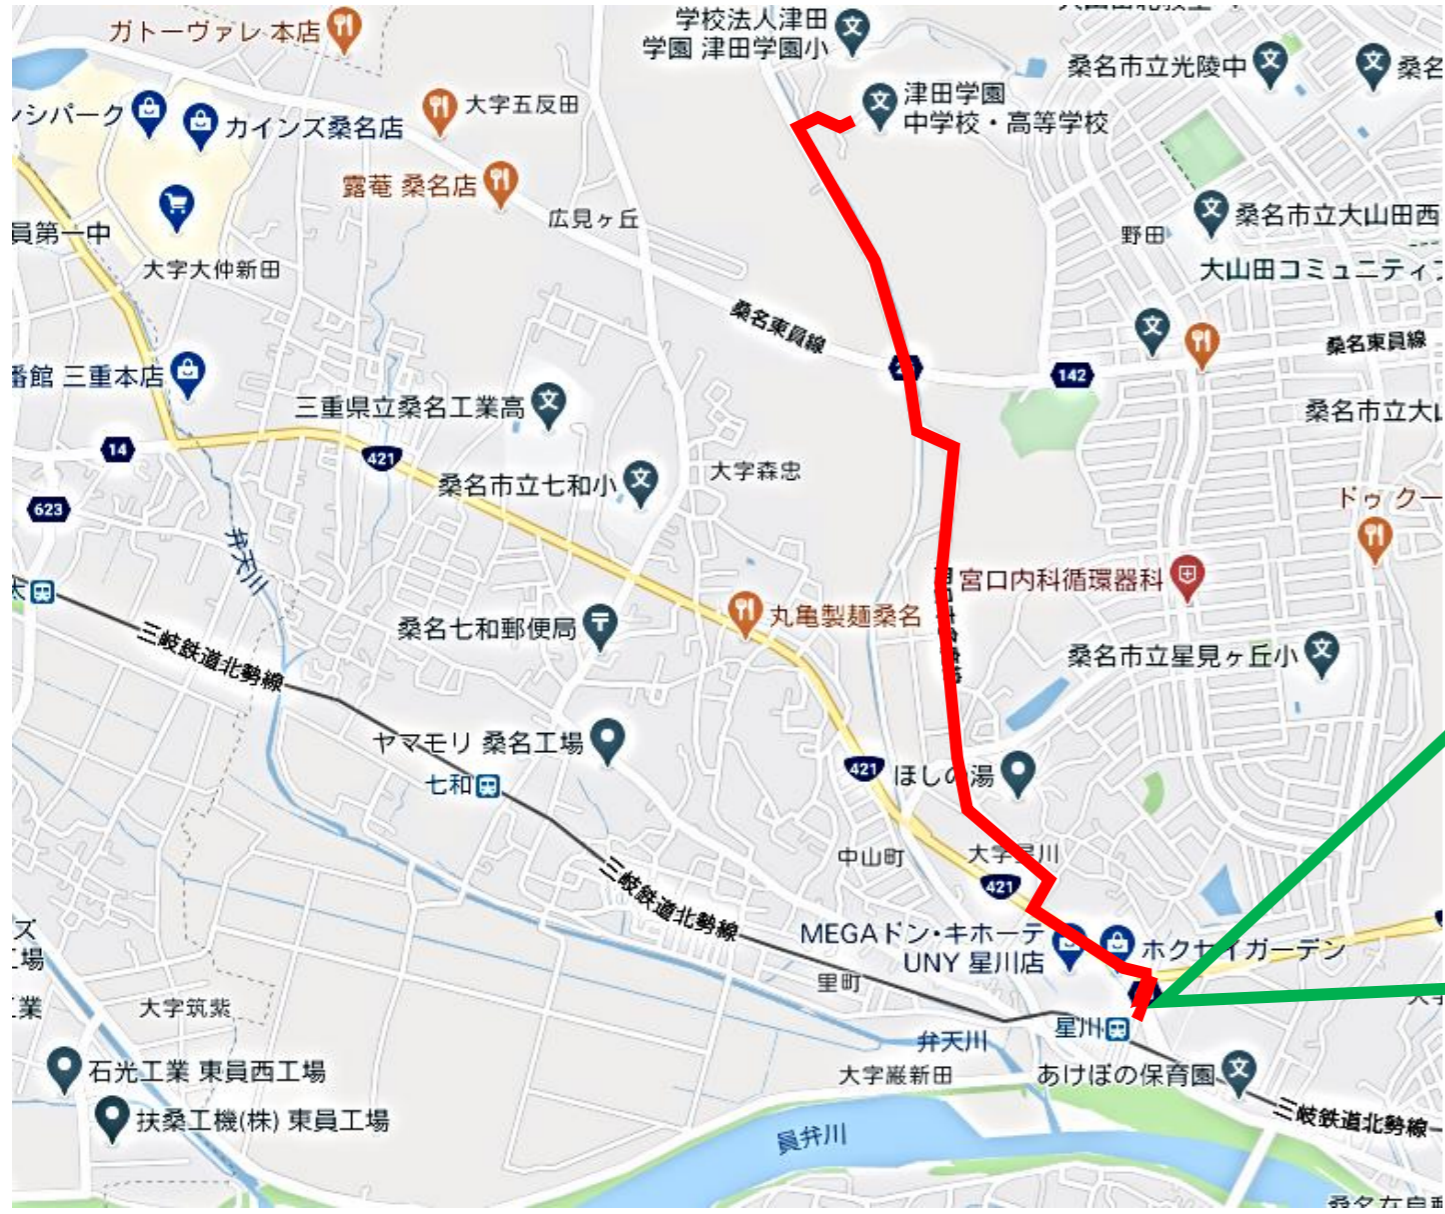 ガトーヴァレ 本店
学校法人津田
学園 津田学園小
桑名市立光陵中
桑名
シパーク
カインズ桑名店
大字五反田
津田学園
中学校・高等学校
露菴 桑名店
広見ヶ丘
員第一中
大字大仲新田
野田
桑名市立大山田西
大山田コミュニティ
桑名東員線
桑名東員線
142
番館 三重本店
三重県立桑名工業高
桑名市立大山
14
421
桑名市立七和小
大字森忠
623
ドゥ クー
弁天川
宮口内科循環器科
丸亀製麺桑名
桑名七和郵便局
三岐鉄道北勢線
桑名市立星見ヶ丘小
ヤマモリ 桑名工場
七和
421
ほしの湯
中山町
大字星川
421
三岐鉄道北勢線
MEGAドン・キホーテ
UNY 星川店
ホクセイガーデン
ズ
工場
里町
工業
大字筑紫
星川
弁天川
石光工業 東員西工場
大字巌新田
あけぼの保育園
扶桑工機(株) 東員工場
員弁川
三岐鉄道北勢線